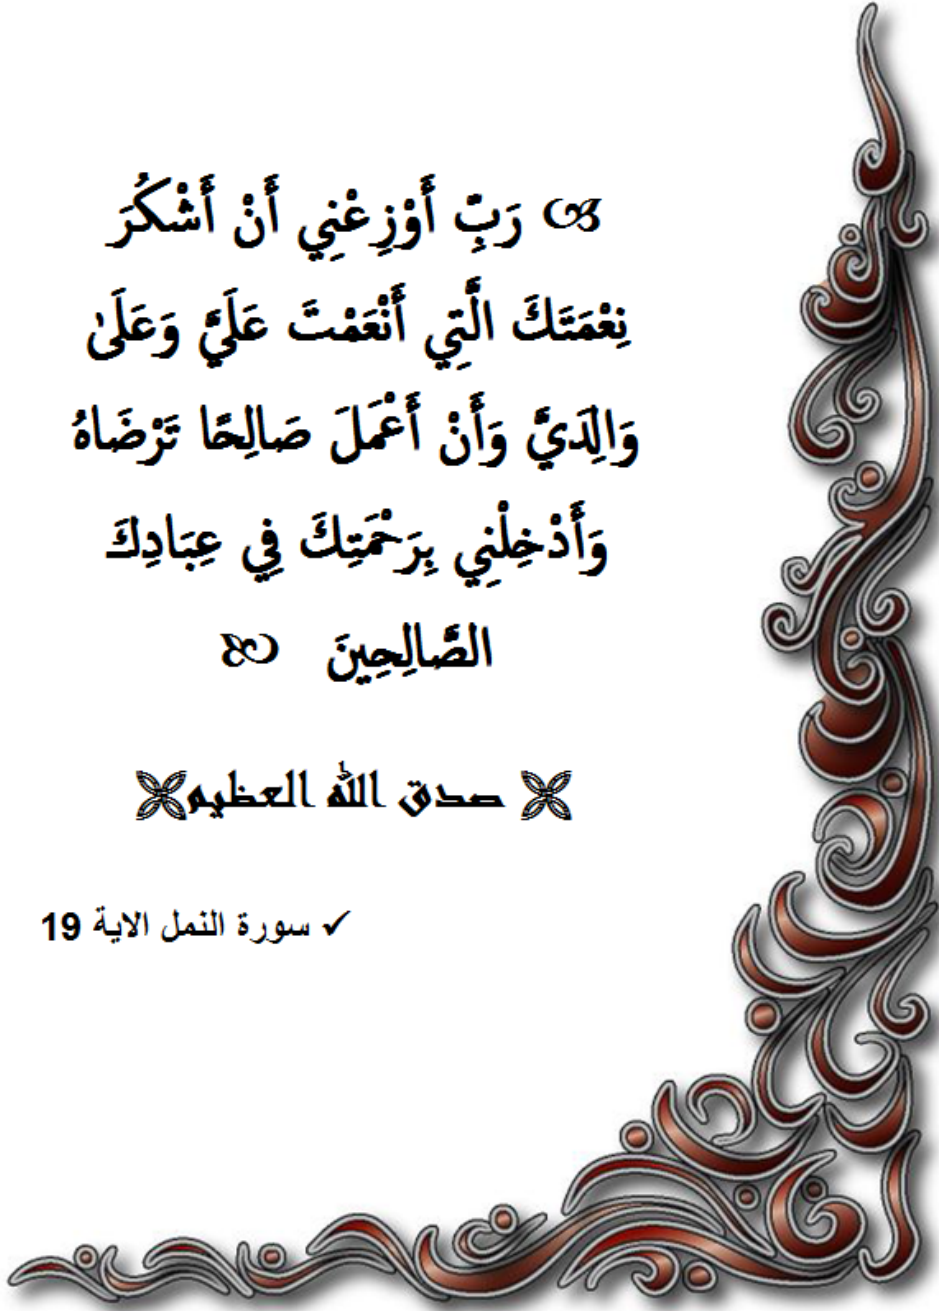 رَبِّ أَوْزِعْنِي أَنْ أَشْكُرَ
نِعْمَتَكَ الَّتِي أَنْعَمْتَ عَلَيَّ وَعَلَىٰ
وَالِدَيَّ وَأَنْ أَعْمَلَ صَالِحًا تَرْضَاهُ
وَأَدْخِلْنِي بِرَحْمَتِكَ فِي عِبَادِكَ
الصَّالِحِينَ
صدق الله العظيم
✓ سورة النمل الاية 19